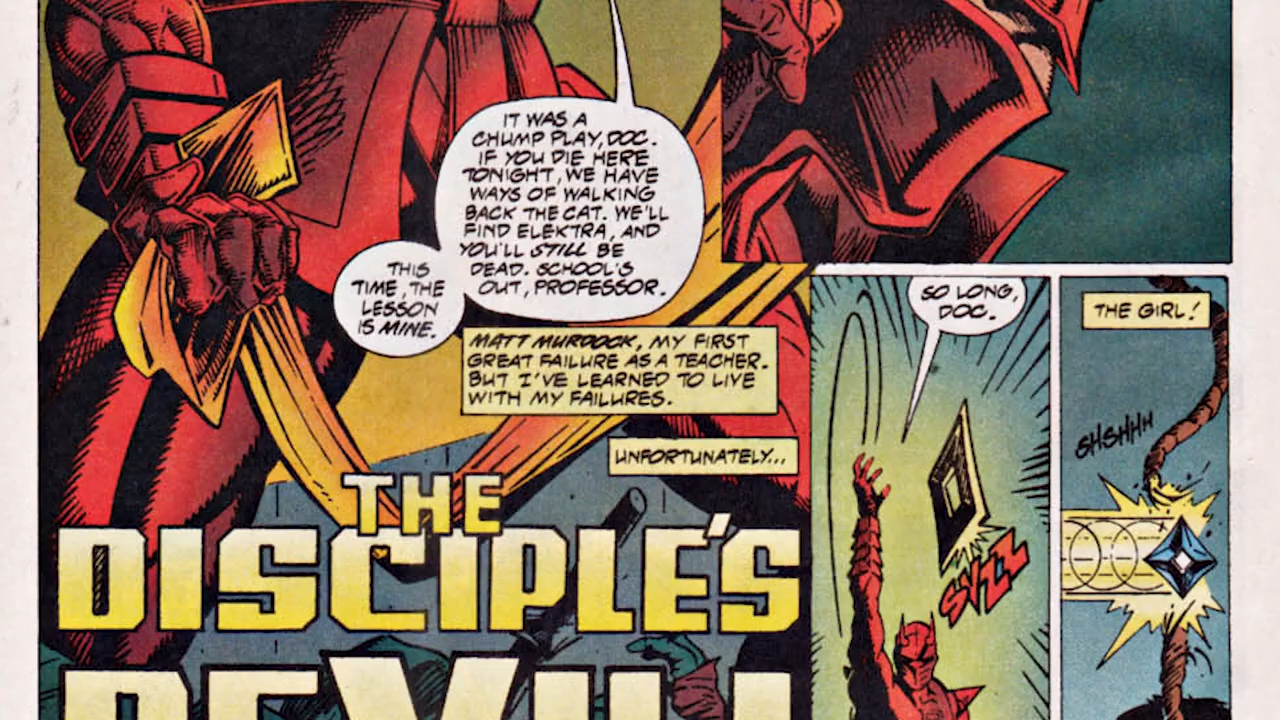 IT WAS A
CHUMP PLAY, DOC.
IF YOU DIE HERE
TONIGHT, WE HAVE
WAYS OF WALKING
BACK THE CAT. WE'LL
FIND ELEKTRA, AND
YOU'LL STILL BE
DEAD. SCHOOL'S
OUT, PROFESSOR.
THIS
TIME, THE
LESSON
IS MINE.
MATT MURDOCK, MY FIRST
GREAT FAILURE AS A TEACHER.
BUT I'VE LEARNED TO LIVE
WITH MY FAILURES.
UNFORTUNATELY...
THE
DISCIPLE'S
DEVIL!
SO LONG,
DOC.
SVZZ
THE GIRL!
SHSHHH